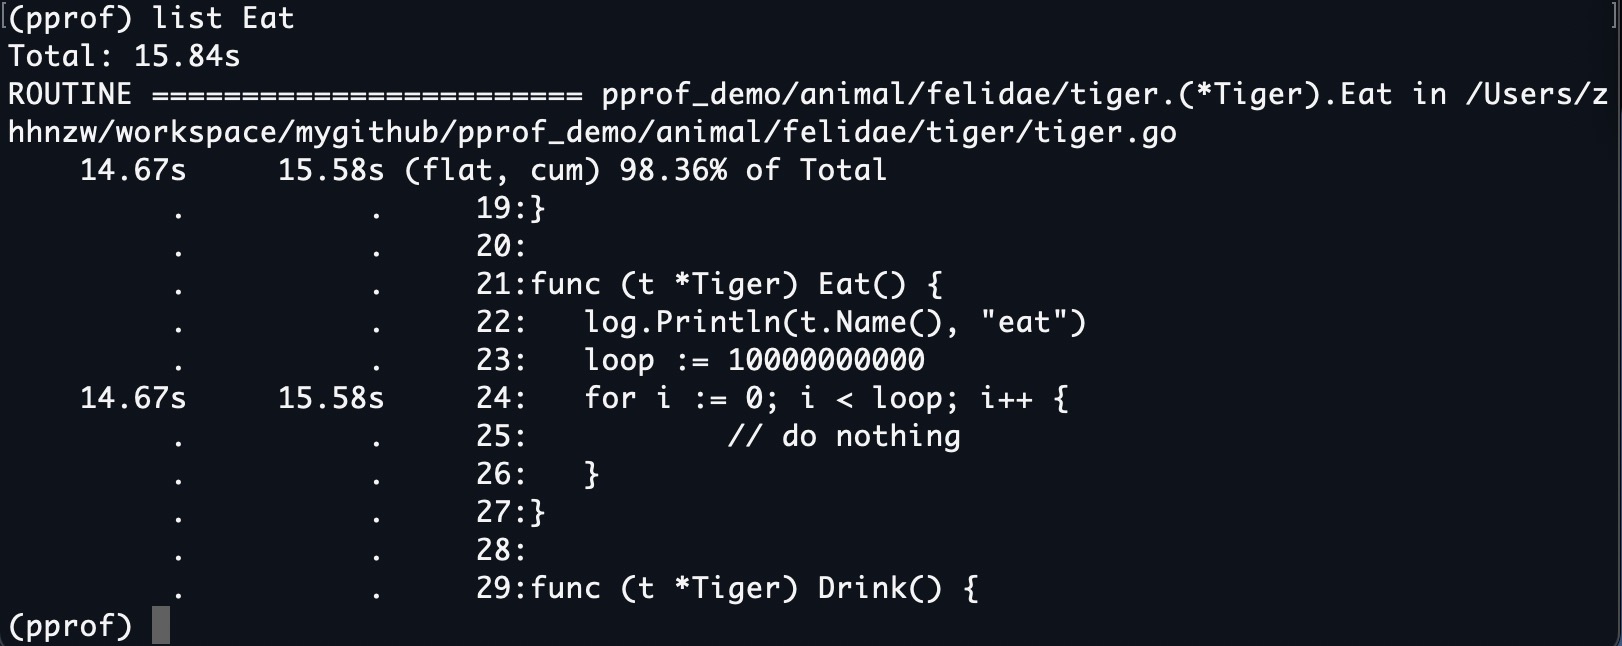 (pprof) list Eat
Total: 15.84s
ROUTINE ======================== pprof_demo/animal/felidae/tiger.(*Tiger).Eat in /Users/z
hhnzw/workspace/mygithub/pprof_demo/animal/felidae/tiger/tiger.go
    14.67s     15.58s (flat, cum) 98.36% of Total
         .          .     19:}
         .          .     20:
         .          .     21:func (t *Tiger) Eat() {
         .          .     22:   log.Println(t.Name(), "eat")
         .          .     23:   loop := 10000000000
    14.67s     15.58s     24:   for i := 0; i < loop; i++ {
         .          .     25:           // do nothing
         .          .     26:   }
         .          .     27:}
         .          .     28:
         .          .     29:func (t *Tiger) Drink() {
(pprof)